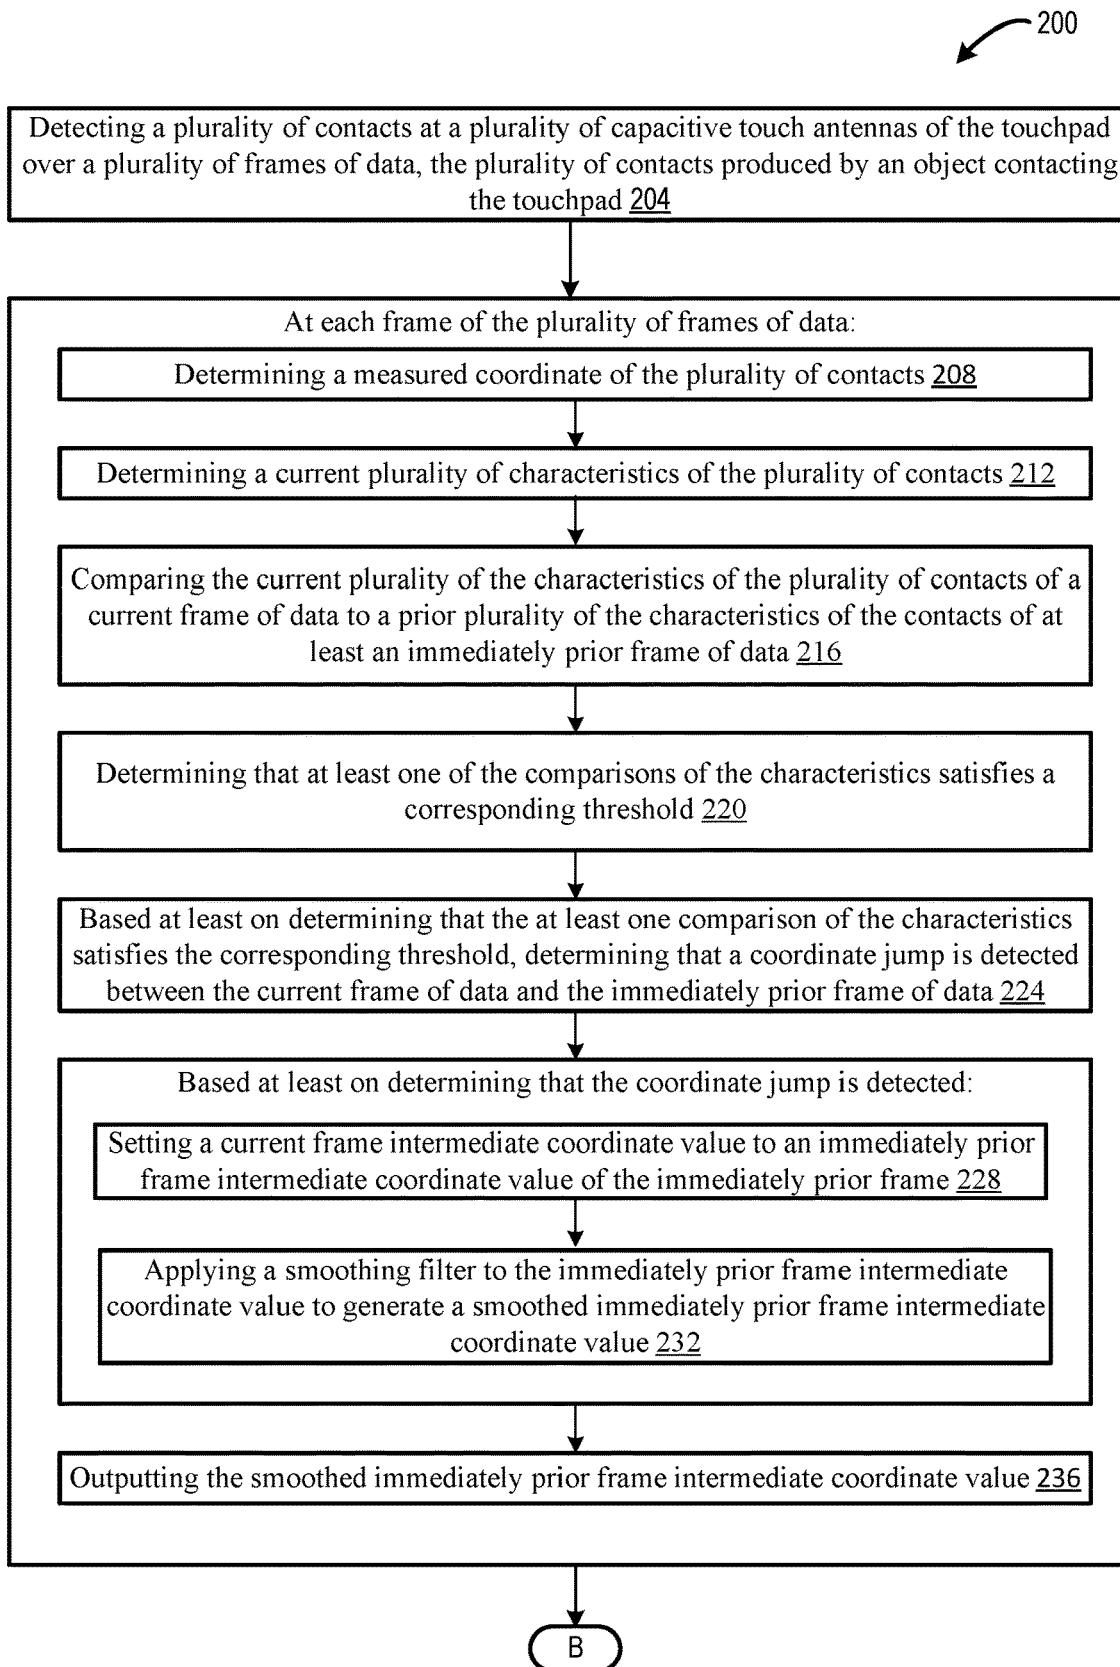 200
Detecting a plurality of contacts at a plurality of capacitive touch antennas of the touchpad
over a plurality of frames of data, the plurality of contacts produced by an object contacting
the touchpad 204
At each frame of the plurality of frames of data:
Determining a measured coordinate of the plurality of contacts 208
Determining a current plurality of characteristics of the plurality of contacts 212
Comparing the current plurality of the characteristics of the plurality of contacts of a
current frame of data to a prior plurality of the characteristics of the contacts of at
least an immediately prior frame of data 216
Determining that at least one of the comparisons of the characteristics satisfies a
corresponding threshold 220
Based at least on determining that the at least one comparison of the characteristics
satisfies the corresponding threshold, determining that a coordinate jump is detected
between the current frame of data and the immediately prior frame of data 224
Based at least on determining that the coordinate jump is detected:
Setting a current frame intermediate coordinate value to an immediately prior
frame intermediate coordinate value of the immediately prior frame 228
Applying a smoothing filter to the immediately prior frame intermediate
coordinate value to generate a smoothed immediately prior frame intermediate
coordinate value 232
Outputting the smoothed immediately prior frame intermediate coordinate value 236
B